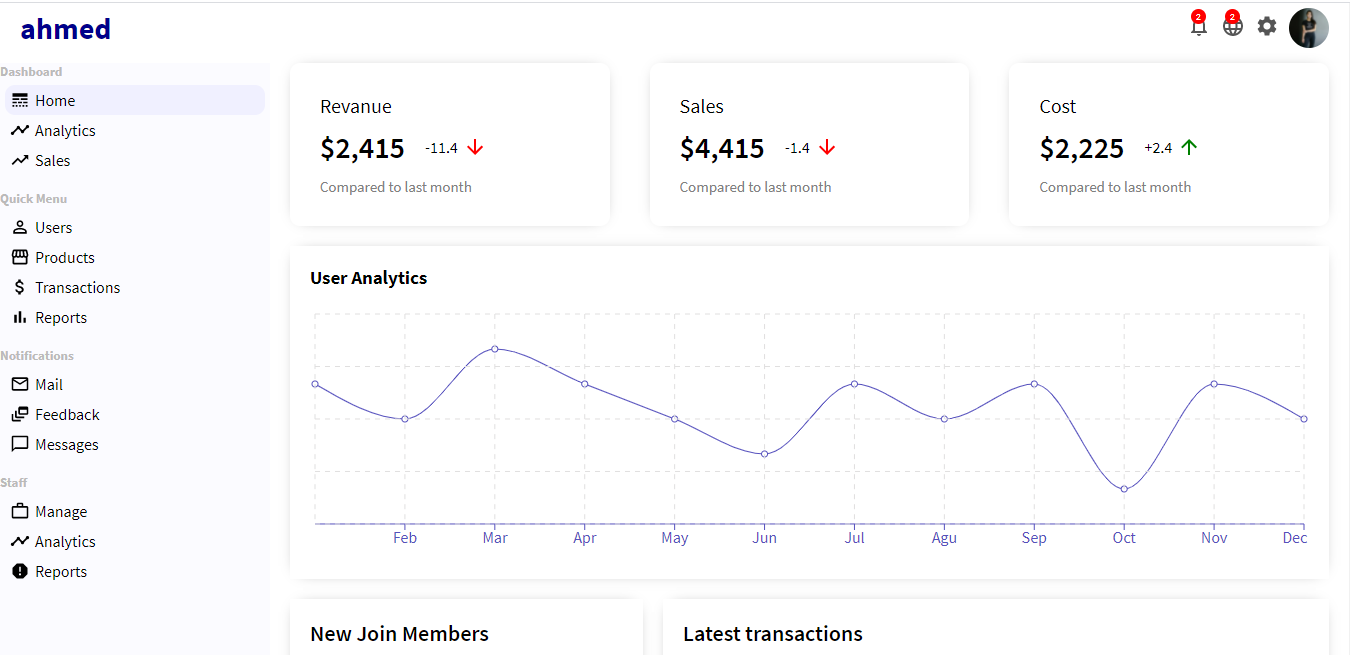 ahmed
2
2
Dashboard
Home
Analytics
Sales
Quick Menu
Users
Products
Transactions
Reports
Notifications
Mail
Feedback
Messages
Staff
Manage
Analytics
Reports
Revanue
$2,415 -11.4
Compared to last month
Sales
$4,415 -1.4
Compared to last month
Cost
$2,225 +2.4
Compared to last month
User Analytics
Feb Mar Apr May Jun Jul Agu Sep Oct Nov Dec
New Join Members
Latest transactions